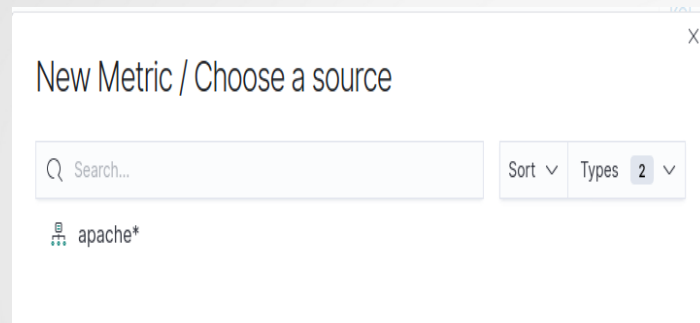 New Metric / Choose a source
Search...
Sort
Types 2
apache*